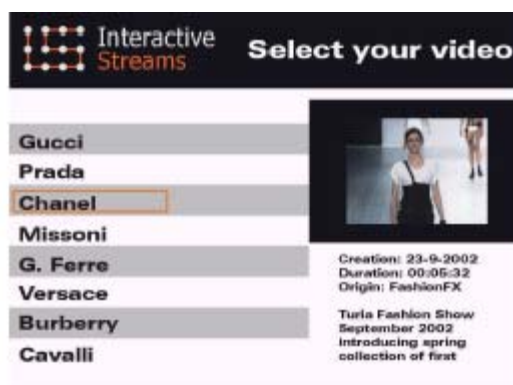 Interactive
Streams
Select your video
Gucci
Prada
Chanel
Missoni
G. Ferre
Versace
Burberry
Cavalli
Creation: 23-9-2002
Duration: 00:05:32
Origin: FashionFX
Turia Fashion Show
September 2002
introducing spring
collection of first